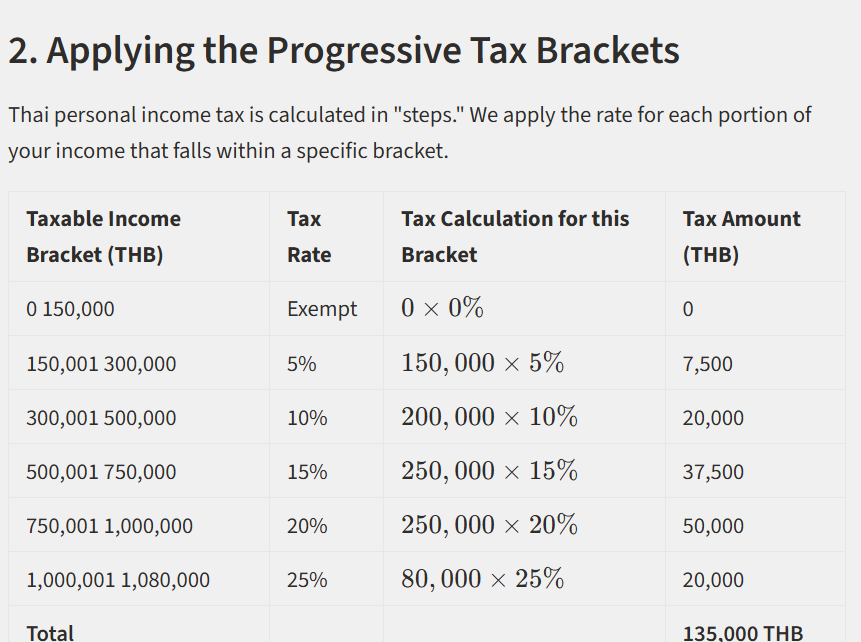 2. Applying the Progressive Tax Brackets
Thai personal income tax is calculated in "steps." We apply the rate for each portion of
your income that falls within a specific bracket.
Taxable Income Bracket (THB) Tax Rate Tax Calculation for this Bracket Tax Amount (THB)
0 150,000 Exempt 0 × 0% 0
150,001 300,000 5% 150,000 × 5% 7,500
300,001 500,000 10% 200,000 × 10% 20,000
500,001 750,000 15% 250,000 × 15% 37,500
750,001 1,000,000 20% 250,000 × 20% 50,000
1,000,001 1,080,000 25% 80,000 × 25% 20,000
Total 135,000 THB